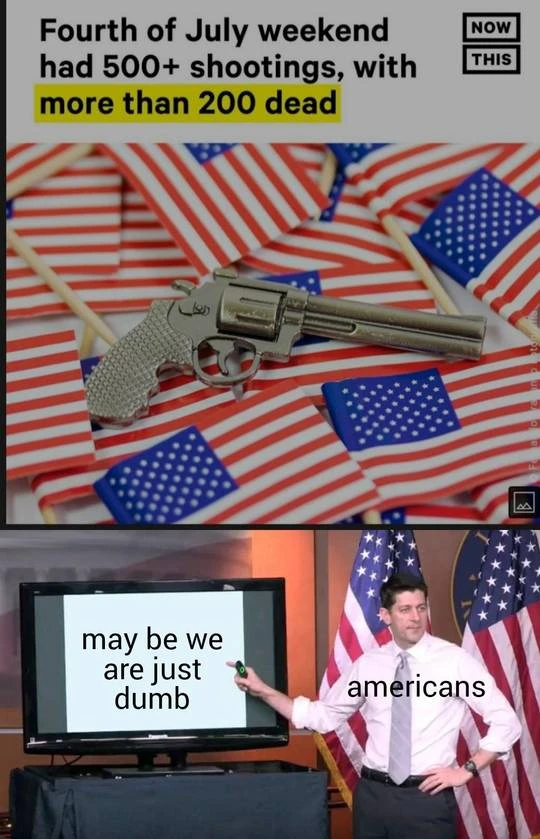 Fourth of July weekend
had 500+ shootings, with
more than 200 dead
NOW
THIS
may be we
are just
dumb
americans